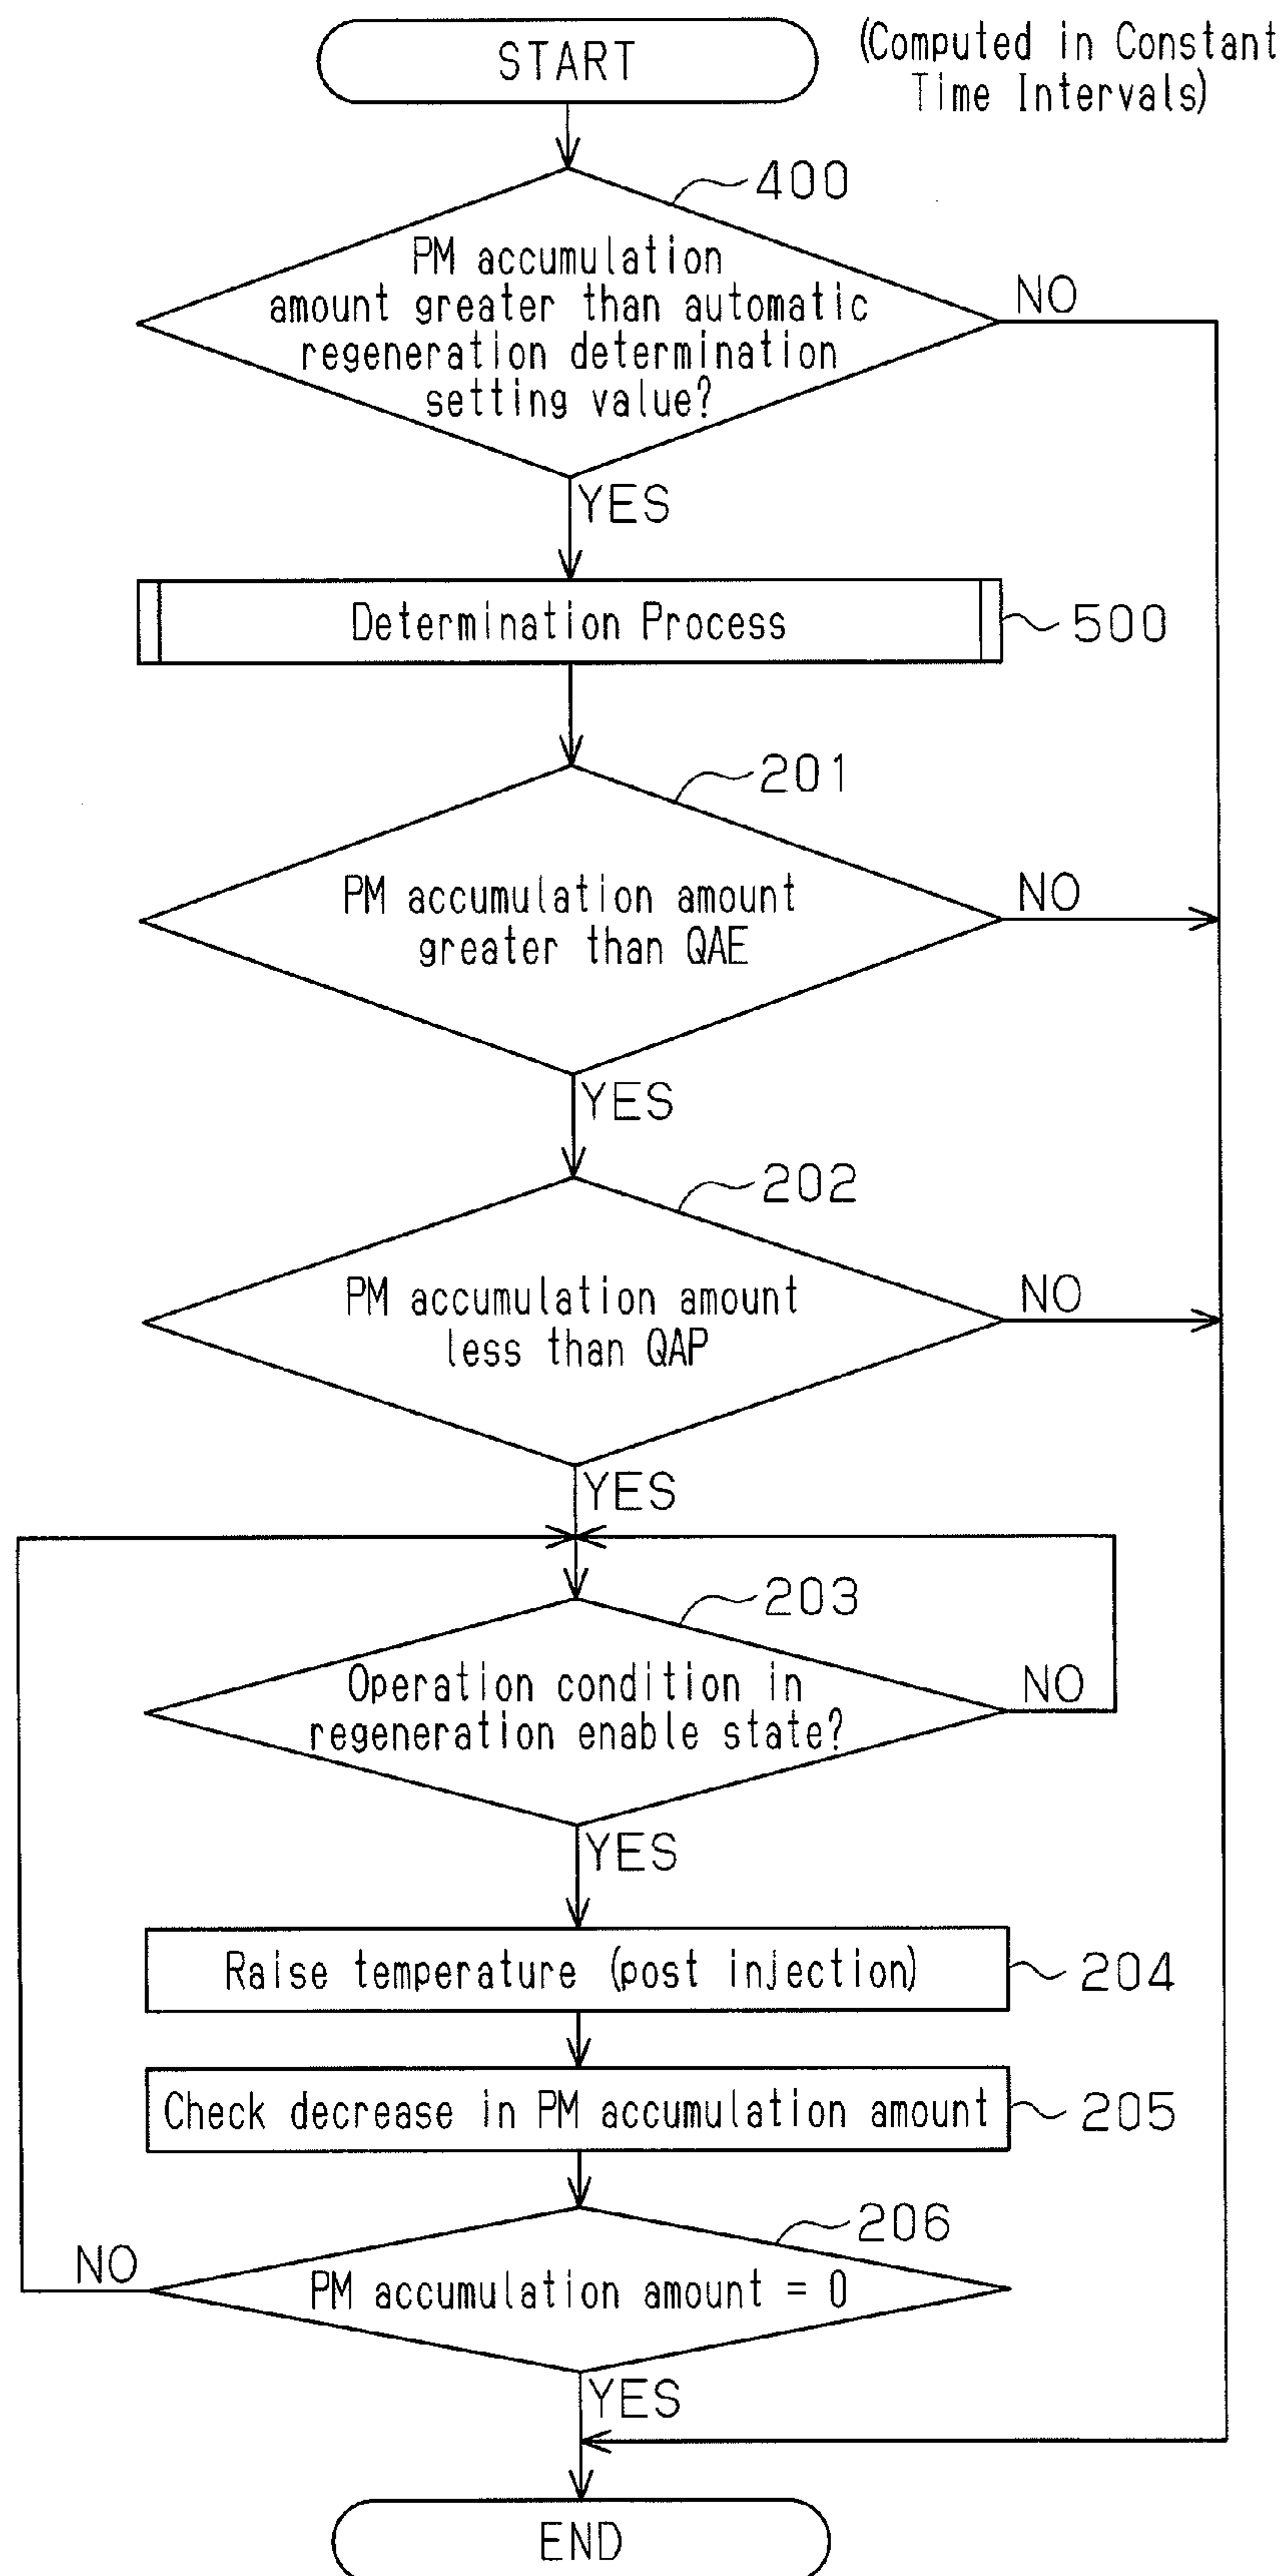 START
(Computed in Constant
Time Intervals)
400
PM accumulation
amount greater than automatic
regeneration determination
setting value?
NO
YES
Determination Process
500
201
PM accumulation amount
greater than QAE
NO
YES
202
PM accumulation amount
less than QAP
NO
YES
203
Operation condition in
regeneration enable state?
NO
YES
Raise temperature (post injection)
204
Check decrease in PM accumulation amount
205
206
NO
PM accumulation amount = 0
YES
END